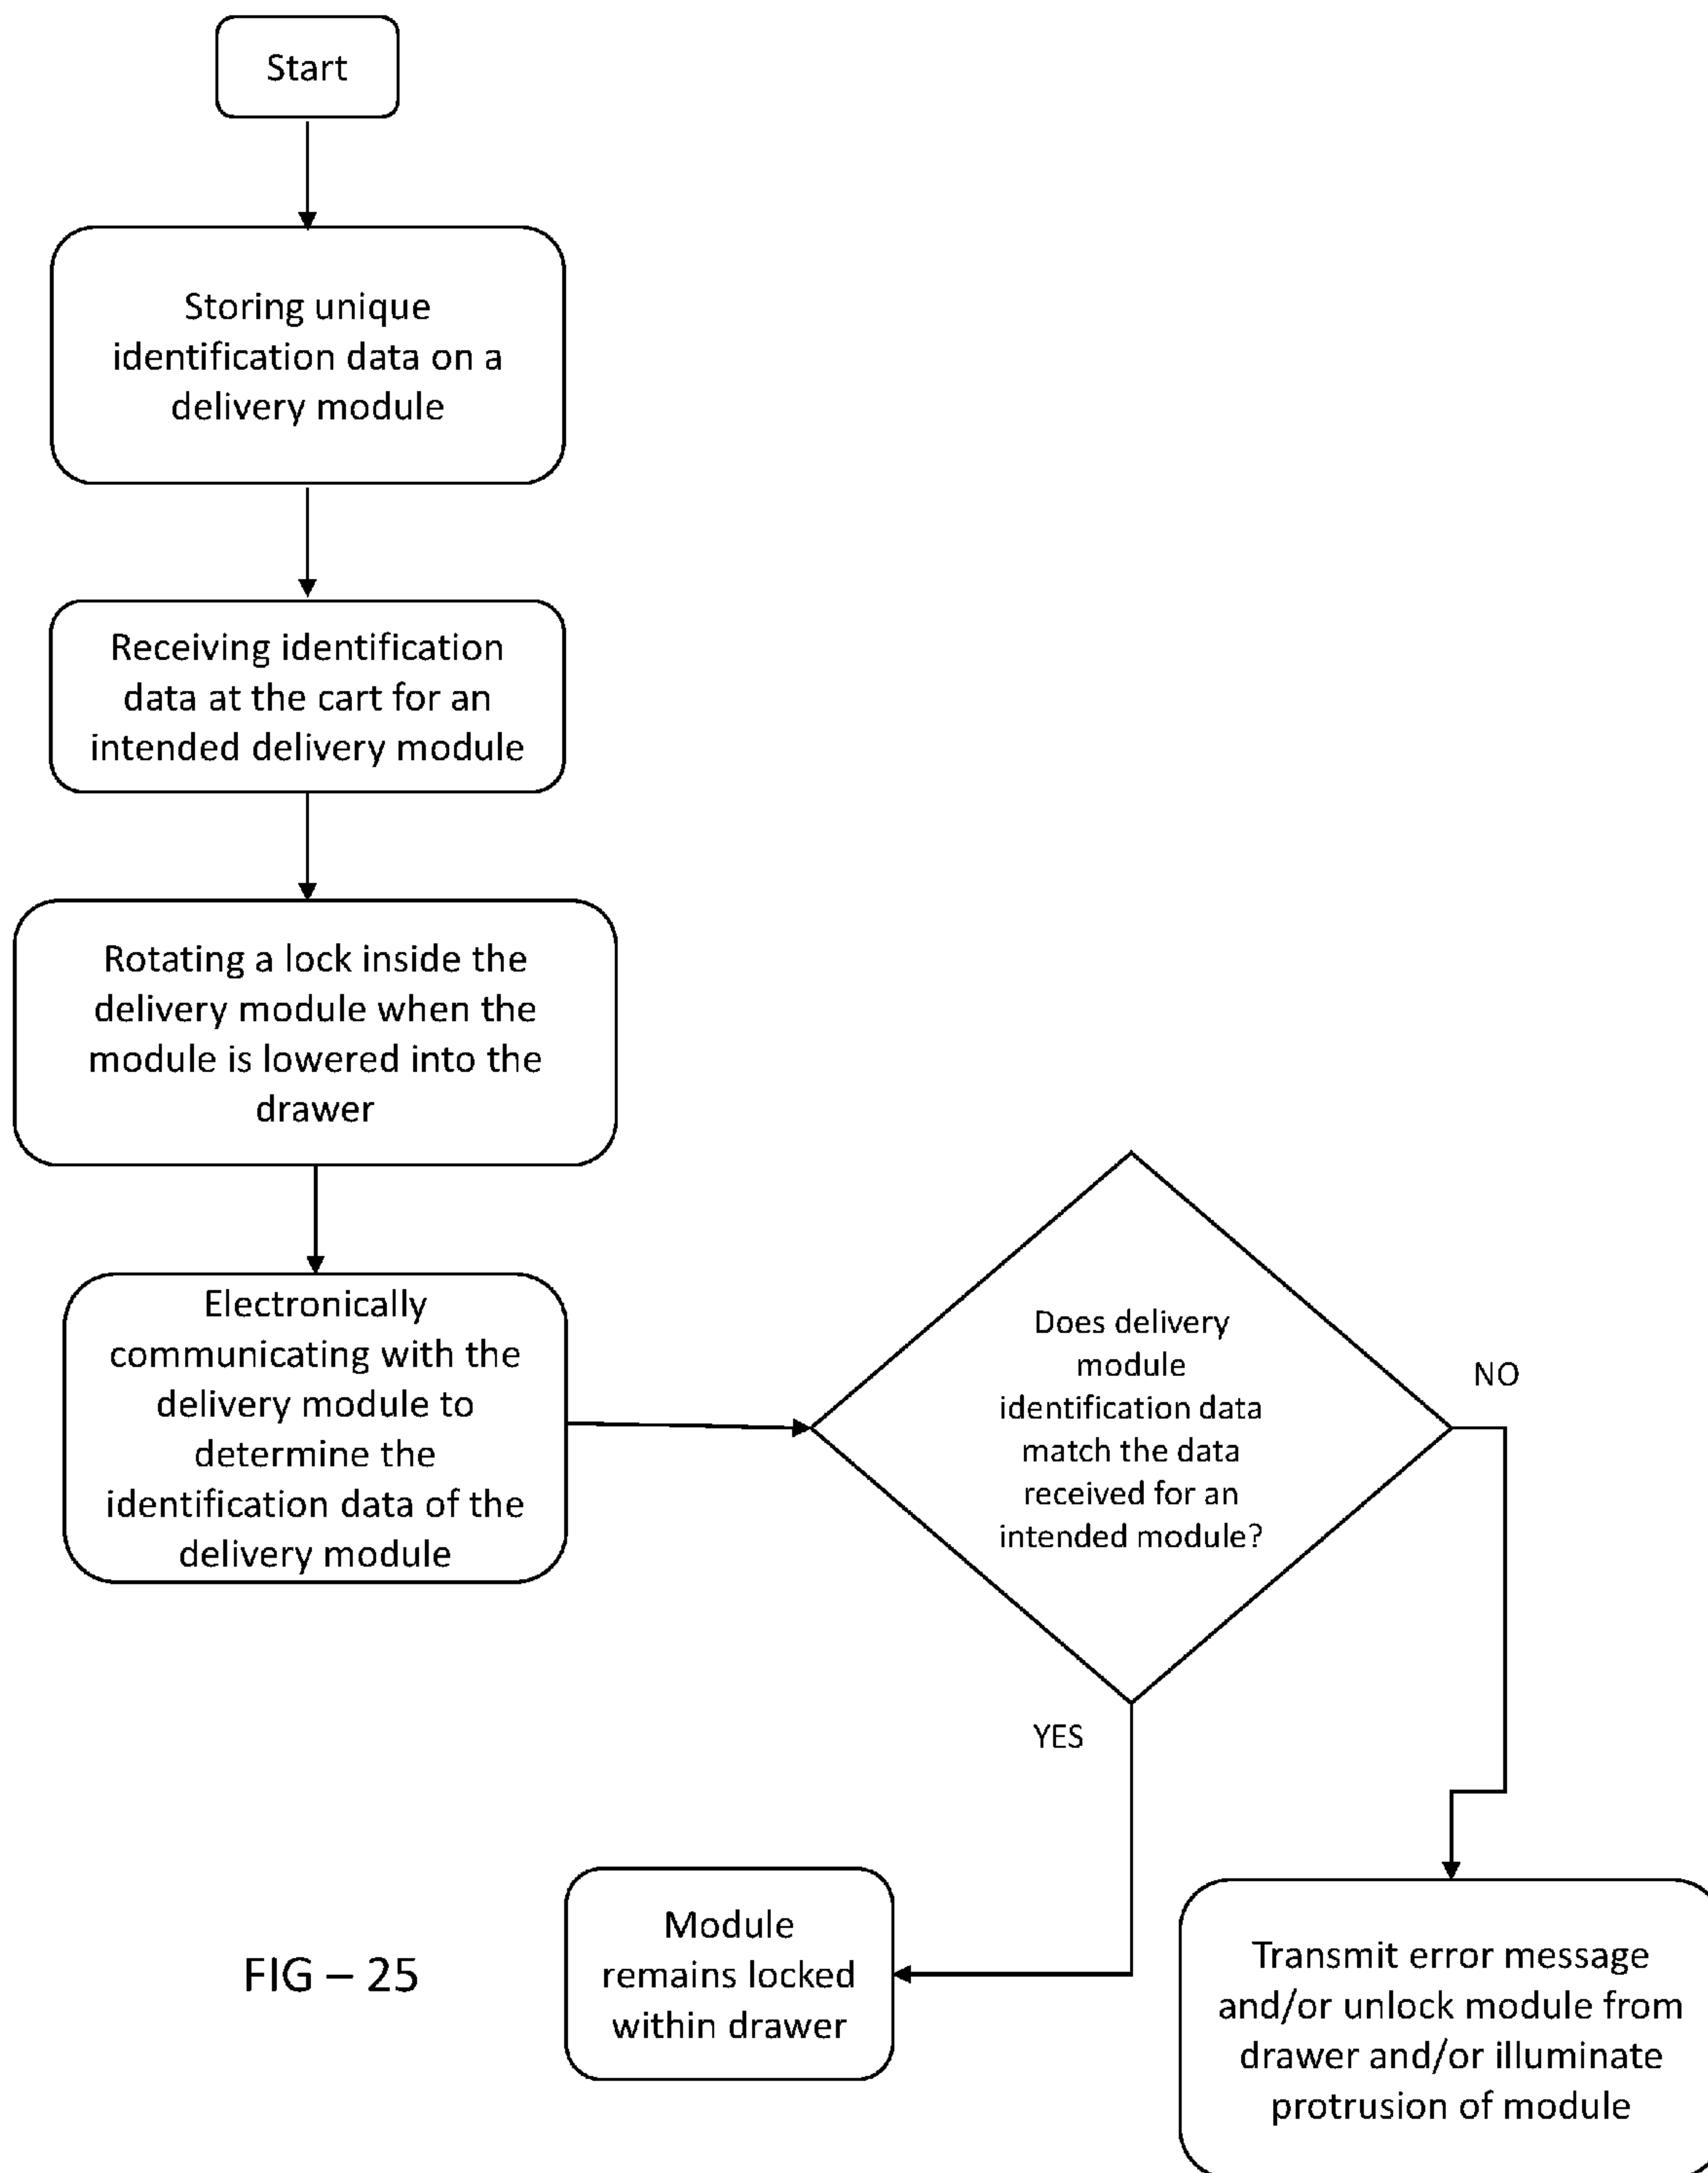 Start
Storing unique
identification data on a
delivery module
Receiving identification
data at the cart for an
intended delivery module
Rotating a lock inside the
delivery module when the
module is lowered into the
drawer
Electronically
communicating with the
delivery module to
determine the
identification data of the
delivery module
Does delivery
module
identification data
match the data
received for an
intended module?
NO
YES
Module
remains locked
within drawer
Transmit error message
and/or unlock module from
drawer and/or illuminate
protrusion of module
FIG – 25